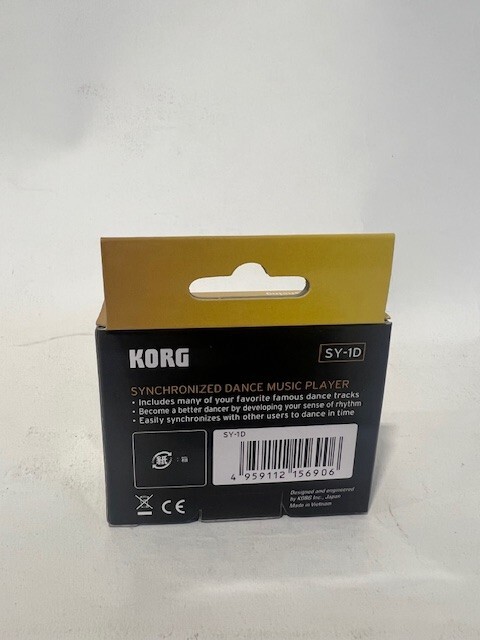 KORG
SY-1D
SYNCHRONIZED DANCE MUSIC PLAYER
• Includes many of your favorite famous dance tracks
• Become a better dancer by developing your sense of rhythm
• Easily synchronizes with other users to dance in time
SY-1D
紙
4 959112 156906
Designed and engineered
by KORG Inc., Japan
Made in Vietnam
CE